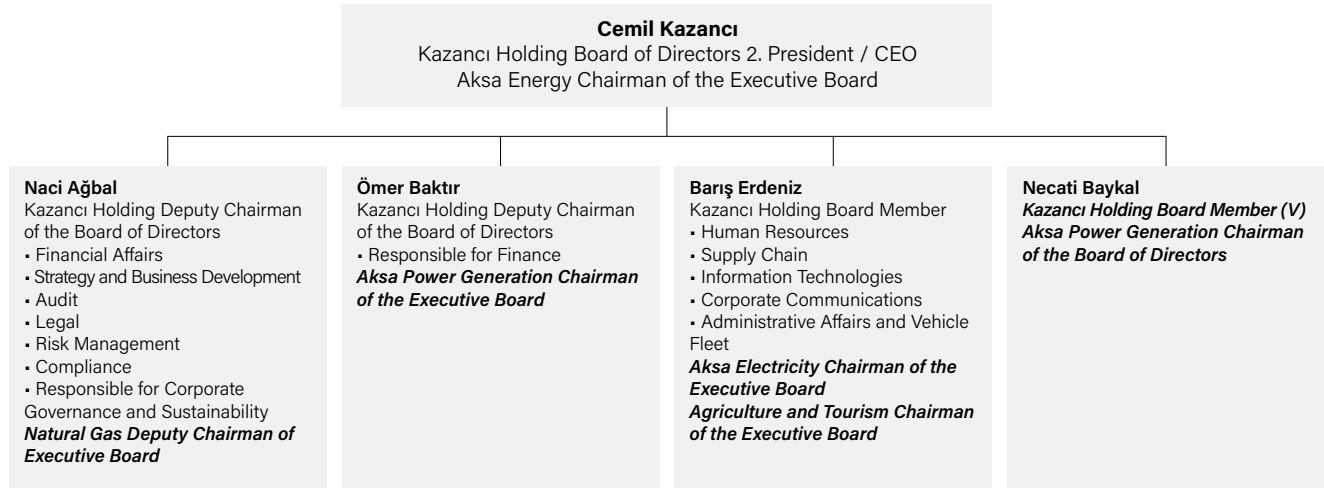 Cemil Kazancı
Kazancı Holding Board of Directors 2. President / CEO
Aksa Energy Chairman of the Executive Board
Naci Ağbal
Kazancı Holding Deputy Chairman
of the Board of Directors
▪ Financial Affairs
▪ Strategy and Business Development
▪ Audit
▪ Legal
▪ Risk Management
▪ Compliance
▪ Responsible for Corporate
Governance and Sustainability
Natural Gas Deputy Chairman of
Executive Board
Ömer Baktır
Kazancı Holding Deputy Chairman
of the Board of Directors
▪ Responsible for Finance
Aksa Power Generation Chairman
of the Executive Board
Barış Erdeniz
Kazancı Holding Board Member
▪ Human Resources
▪ Supply Chain
▪ Information Technologies
▪ Corporate Communications
▪ Administrative Affairs and Vehicle
Fleet
Aksa Electricity Chairman of the
Executive Board
Agriculture and Tourism Chairman
of the Executive Board
Necati Baykal
Kazancı Holding Board Member (V)
Aksa Power Generation Chairman
of the Board of Directors